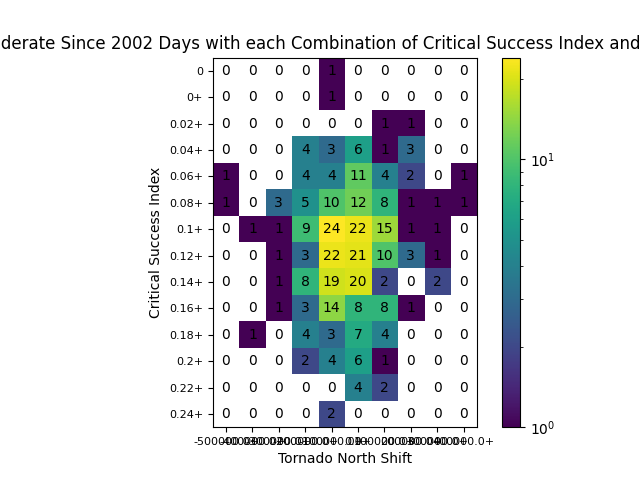 derate Since 2002 Days with each Combination of Critical Success Index and
0 0 0 0 0 1 0 0 0 0 0
0+ 0 0 0 0 1 0 0 0 0 0
0.02+ 0 0 0 0 0 0 1 1 0 0
0.04+ 0 0 0 4 3 6 1 3 0 0
0.06+ 1 0 0 4 4 11 4 2 0 1
0.08+ 1 0 3 5 10 12 8 1 1 1
0.1+ 0 1 1 9 24 22 15 1 1 0
0.12+ 0 0 1 3 22 21 10 3 1 0
0.14+ 0 0 1 8 19 20 2 0 2 0
0.16+ 0 0 1 3 14 8 8 1 0 0
0.18+ 0 1 0 4 3 7 4 0 0 0
0.2+ 0 0 0 2 4 6 1 0 0 0
0.22+ 0 0 0 0 0 4 2 0 0 0
0.24+ 0 0 0 0 2 0 0 0 0 0
Critical Success Index
Tornado North Shift
10^1
10^0